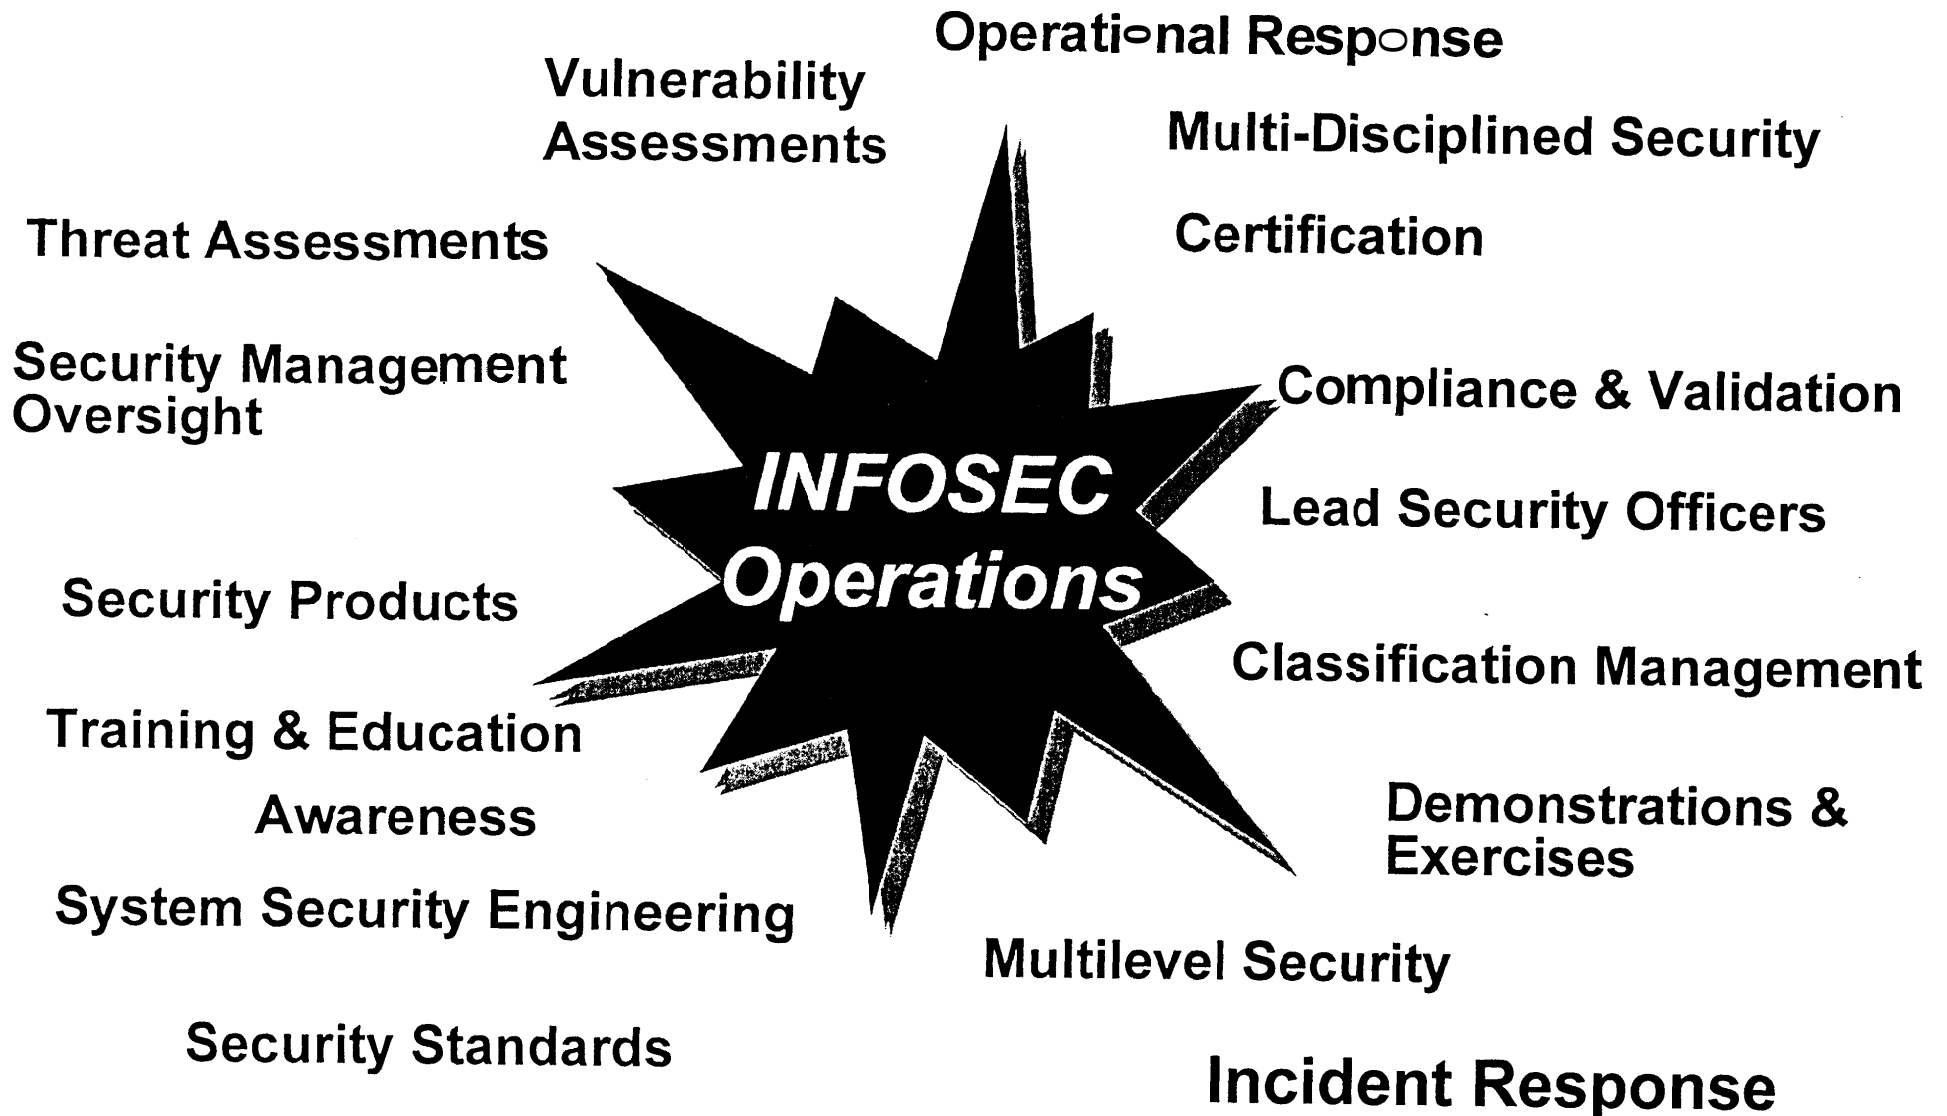 Operational Response
Vulnerability
Assessments
Multi-Disciplined Security
Threat Assessments
Certification
Security Management
Oversight
Compliance & Validation
INFOSEC
Operations
Lead Security Officers
Security Products
Classification Management
Training & Education
Awareness
Demonstrations &
Exercises
System Security Engineering
Multilevel Security
Security Standards
Incident Response